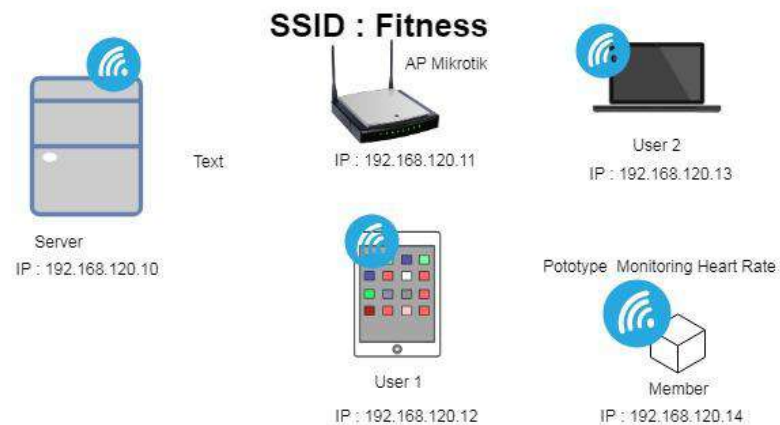 SSID : Fitness
AP Mikrotik
IP : 192.168.120.11
User 2
IP : 192.168.120.13
Text
Server
IP : 192.168.120.10
Pototype Monitoring Heart Rate
User 1
IP : 192.168.120.12
Member
IP : 192.168.120.14